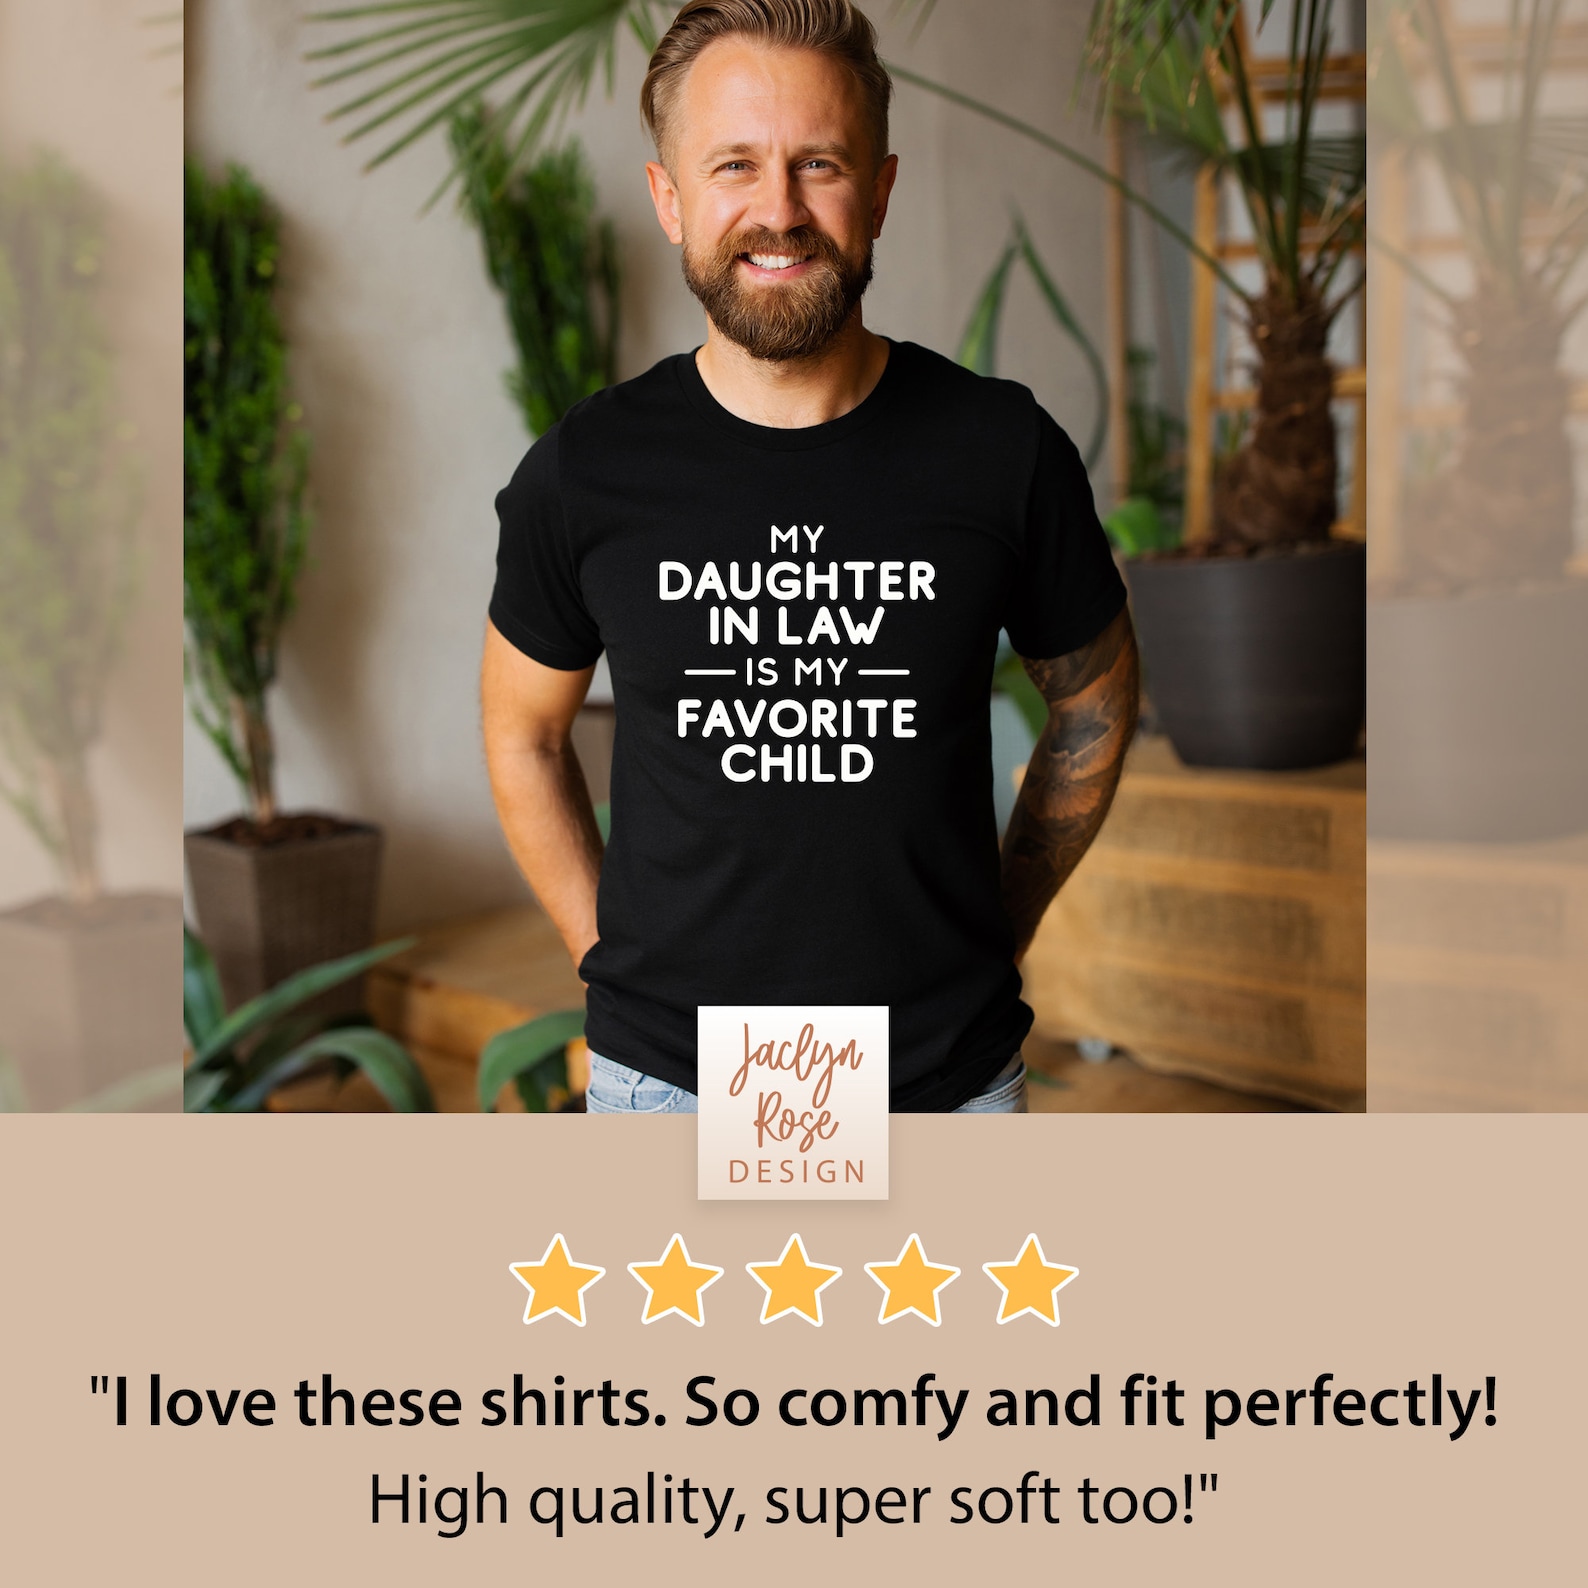 MY
DAUGHTER
IN LAW
IS MY
FAVORITE
CHILD
Jaclyn
Rose
DESIGN
"I love these shirts. So comfy and fit perfectly!
High quality, super soft too!"